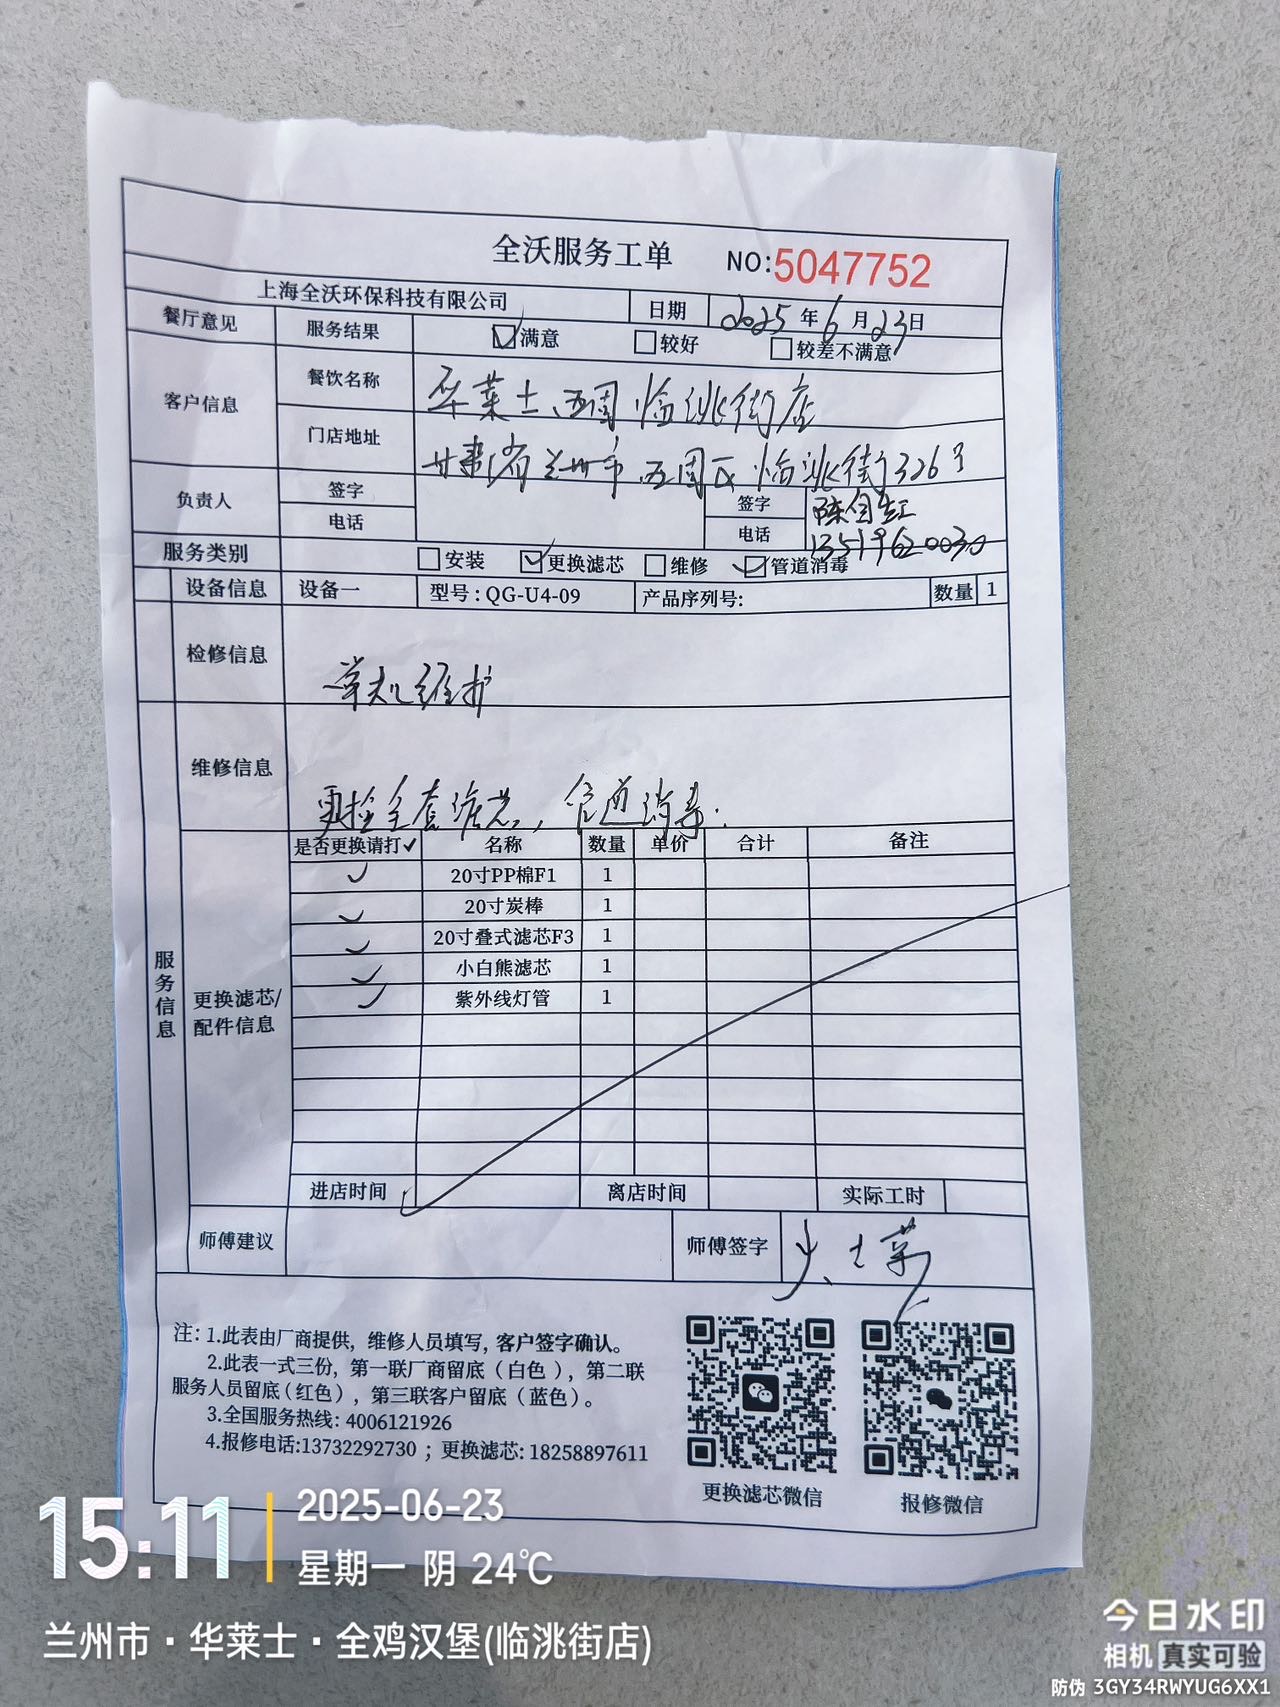 全沃服务工单 NO:5047752
上海全沃环保科技有限公司 日期 2025年6月23日
餐厅意见 服务结果 ☑满意 □较好 □较差不满意
客户信息 餐饮名称 华莱士.西固临洮街店
门店地址 甘肃省兰州市西固区临洮街326号
负责人 签字 签字
电话 电话 13519620030
服务类别 □安装 ☑更换滤芯 □维修 ☑管道消毒
设备信息 设备一 型号:QG-U4-09 产品序列号: 数量 1
检修信息 常规维护
维修信息 更换全套滤芯,管道消毒.
是否更换请打✓ 名称 数量 单价 合计 备注
✓ 20寸PP棉F1 1
✓ 20寸炭棒 1
✓ 20寸叠式滤芯F3 1
✓ 小白熊滤芯 1
✓ 紫外线灯管 1
服务信息
更换滤芯/
配件信息
进店时间 离店时间 实际工时
师傅建议 师傅签字
注: 1.此表由厂商提供,维修人员填写,客户签字确认。
2.此表一式三份,第一联厂商留底(白色),第二联
服务人员留底(红色),第三联客户留底(蓝色)。
3.全国服务热线: 4006121926
4.报修电话:13732292730 ; 更换滤芯: 18258897611
更换滤芯微信 报修微信
15:11 2025-06-23
星期一 阴 24℃
兰州市·华莱士·全鸡汉堡(临洮街店)
今日水印
相机 真实可验
防伪 3GY34RWYUG6XX1